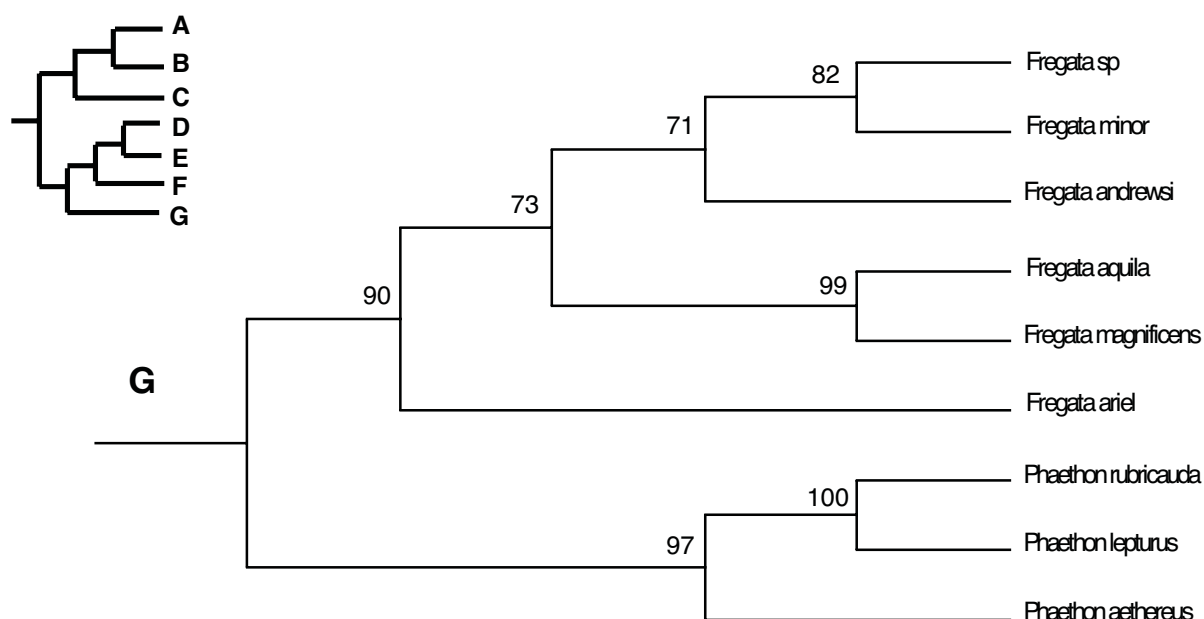 A
B
C
D
E
F
G
82
Fregata sp
Fregata minor
71
Fregata andrewsi
73
Fregata aquila
99
90
Fregata magnificens
G
Fregata ariel
Phaethon rubricauda
100
97
Phaethon lepturus
Phaethon aethereus